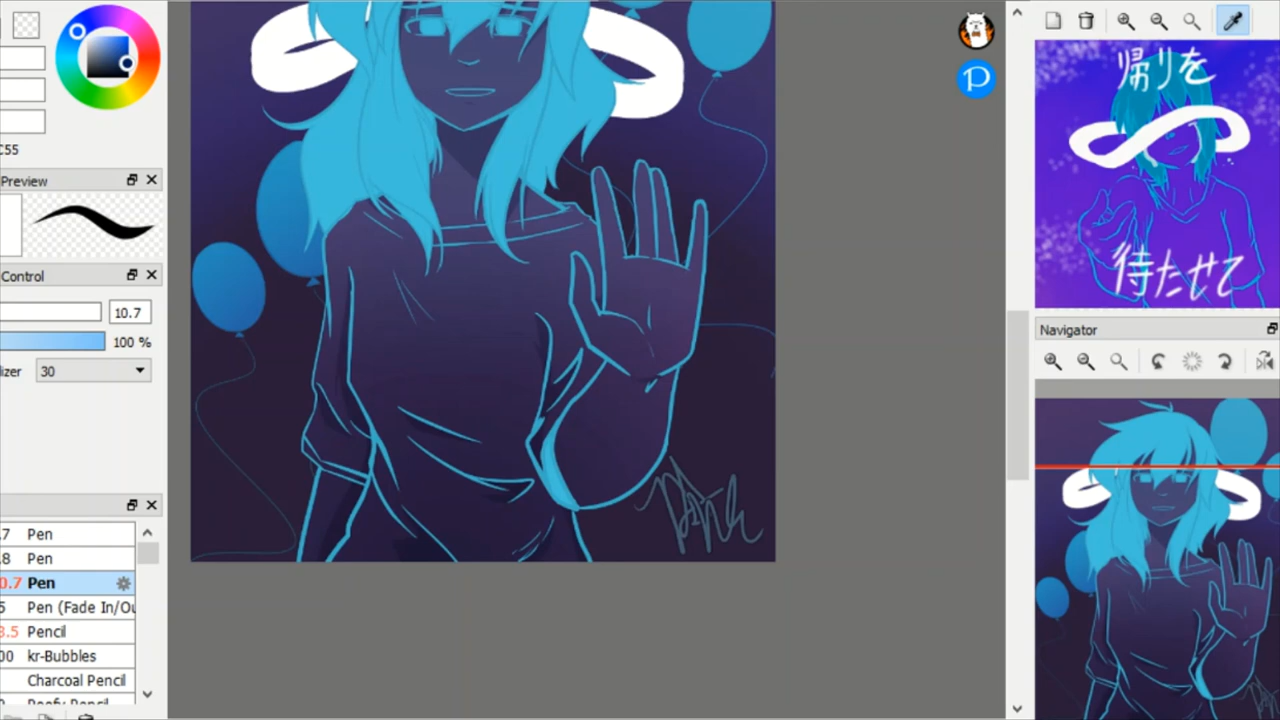 C55
Preview
Control
10.7
100 %
izer
30
.7 Pen
.8 Pen
0.7 Pen
5 Pen (Fade In/Ou
3.5 Pencil
00 kr-Bubbles
Charcoal Pencil
帰りを
待たせて
Navigator